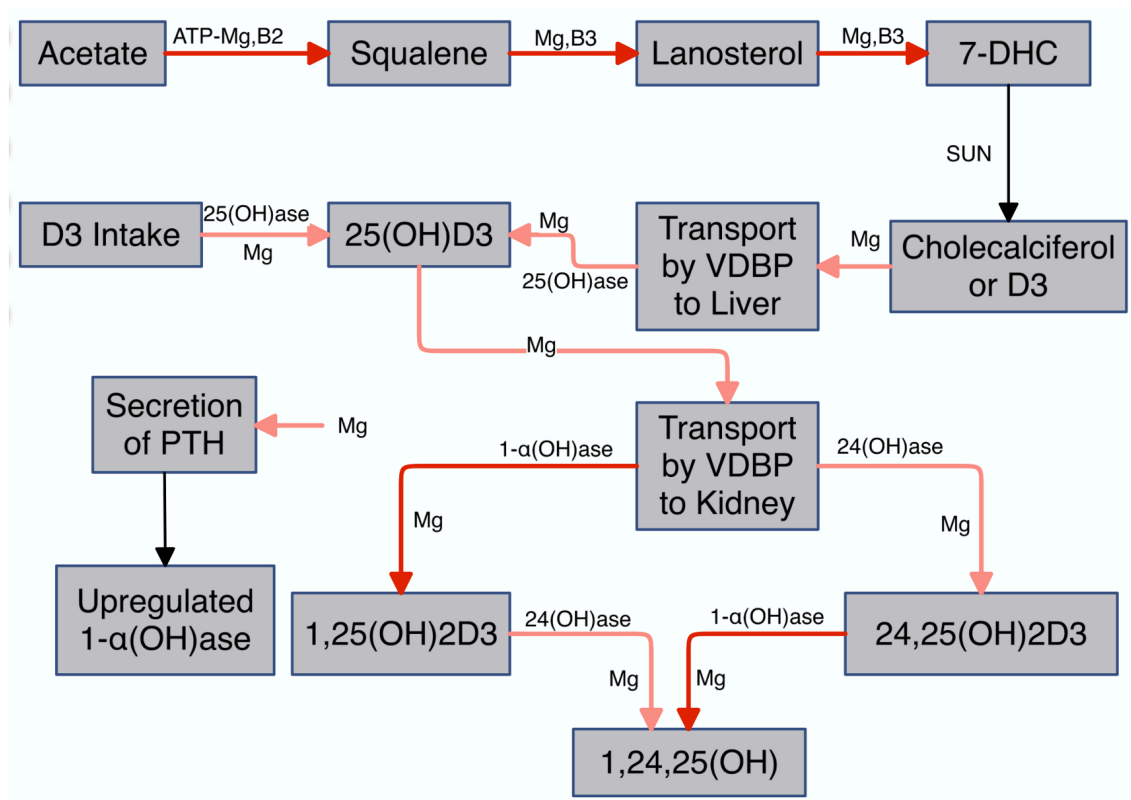 Acetate
ATP-Mg,B2
Squalene
Mg,B3
Lanosterol
Mg,B3
7-DHC
SUN
D3 Intake
25(OH)ase
Mg
25(OH)D3
Mg
25(OH)ase
Transport
by VDBP
to Liver
Mg
Cholecalciferol
or D3
Mg
Secretion
of PTH
Mg
1-α(OH)ase
Mg
Transport
by VDBP
to Kidney
24(OH)ase
Mg
Upregulated
1-α(OH)ase
1,25(OH)2D3
24(OH)ase
Mg
1-α(OH)ase
Mg
24,25(OH)2D3
1,24,25(OH)